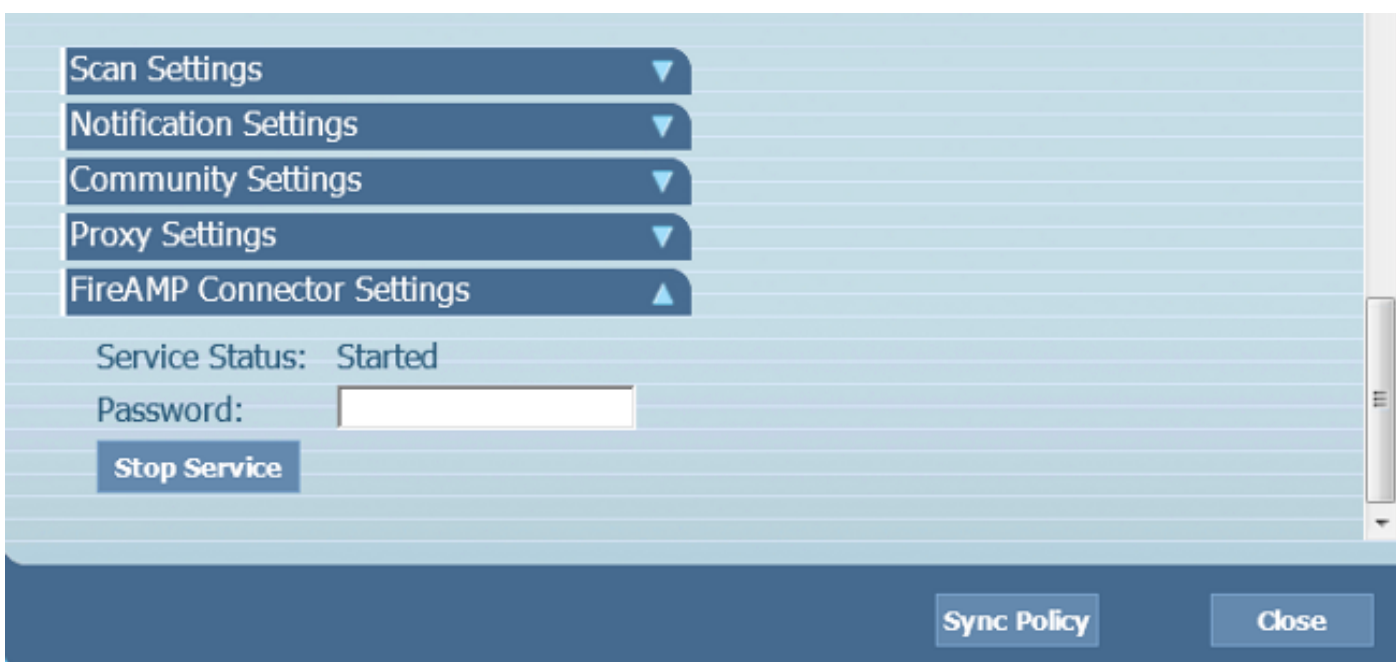 Scan Settings
Notification Settings
Community Settings
Proxy Settings
FireAMP Connector Settings
Service Status: Started
Password:
Stop Service
Sync Policy Close